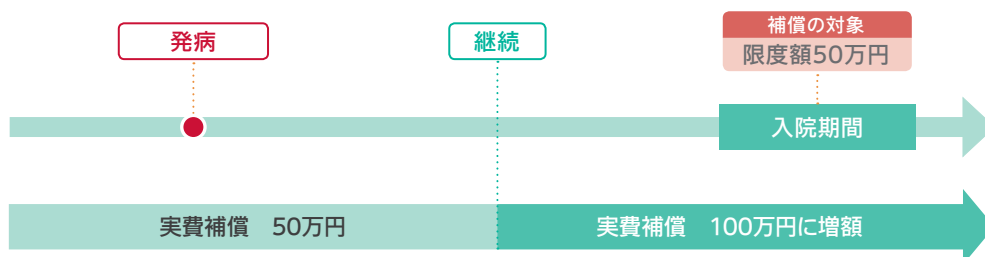 発病
継続
補償の対象
限度額50万円
入院期間
実費補償　50万円
実費補償　100万円に増額